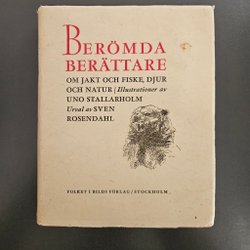 BERÖMDA
BERÄTTARE
OM JAKT OCH FISKE, DJUR
OCH NATUR / Illustrationer av
UNO STALLARHOLM
Urval av SVEN
ROSENDAHL
FOLKET I BILDS FÖRLAG / STOCKHOLM